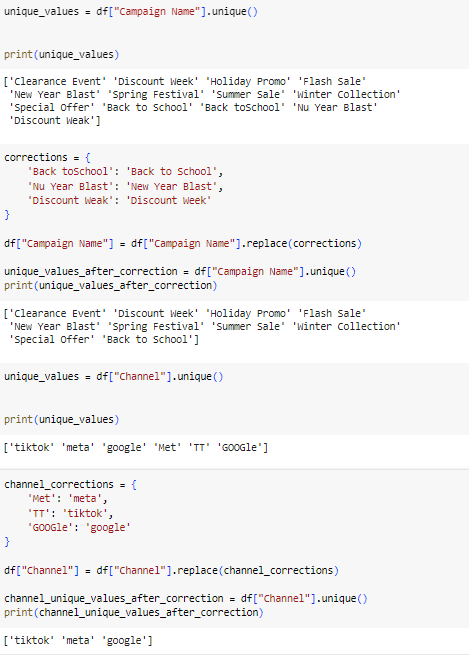 unique_values = df["Campaign Name"].unique()
print(unique_values)
['Clearance Event' 'Discount Week' 'Holiday Promo' 'Flash Sale'
 'New Year Blast' 'Spring Festival' 'Summer Sale' 'Winter Collection'
 'Special Offer' 'Back to School' 'Back toSchool' 'Nu Year Blast'
 'Discount Weak']
corrections = {
    'Back toSchool': 'Back to School',
    'Nu Year Blast': 'New Year Blast',
    'Discount Weak': 'Discount Week'
}
df["Campaign Name"] = df["Campaign Name"].replace(corrections)
unique_values_after_correction = df["Campaign Name"].unique()
print(unique_values_after_correction)
['Clearance Event' 'Discount Week' 'Holiday Promo' 'Flash Sale'
 'New Year Blast' 'Spring Festival' 'Summer Sale' 'Winter Collection'
 'Special Offer' 'Back to School']
unique_values = df["Channel"].unique()
print(unique_values)
['tiktok' 'meta' 'google' 'Met' 'TT' 'GOOGle']
channel_corrections = {
    'Met': 'meta',
    'TT': 'tiktok',
    'GOOGle': 'google'
}
df["Channel"] = df["Channel"].replace(channel_corrections)
channel_unique_values_after_correction = df["Channel"].unique()
print(channel_unique_values_after_correction)
['tiktok' 'meta' 'google']